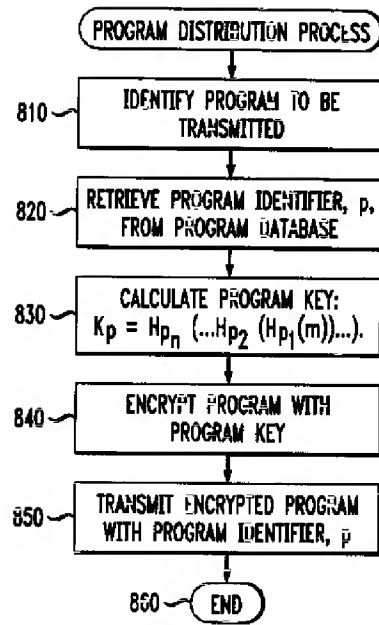 PROGRAM DISTRIBUTION PROCESS
810
IDENTIFY PROGRAM TO BE
TRANSMITTED
820
RETRIEVE PROGRAM IDENTIFIER, p,
FROM PROGRAM DATABASE
830
CALCULATE PROGRAM KEY:
Kp = Hpn (...Hp2 (Hp1(m))...).
840
ENCRYPT PROGRAM WITH
PROGRAM KEY
850
TRANSMIT ENCRYPTED PROGRAM
WITH PROGRAM IDENTIFIER, p
860
END